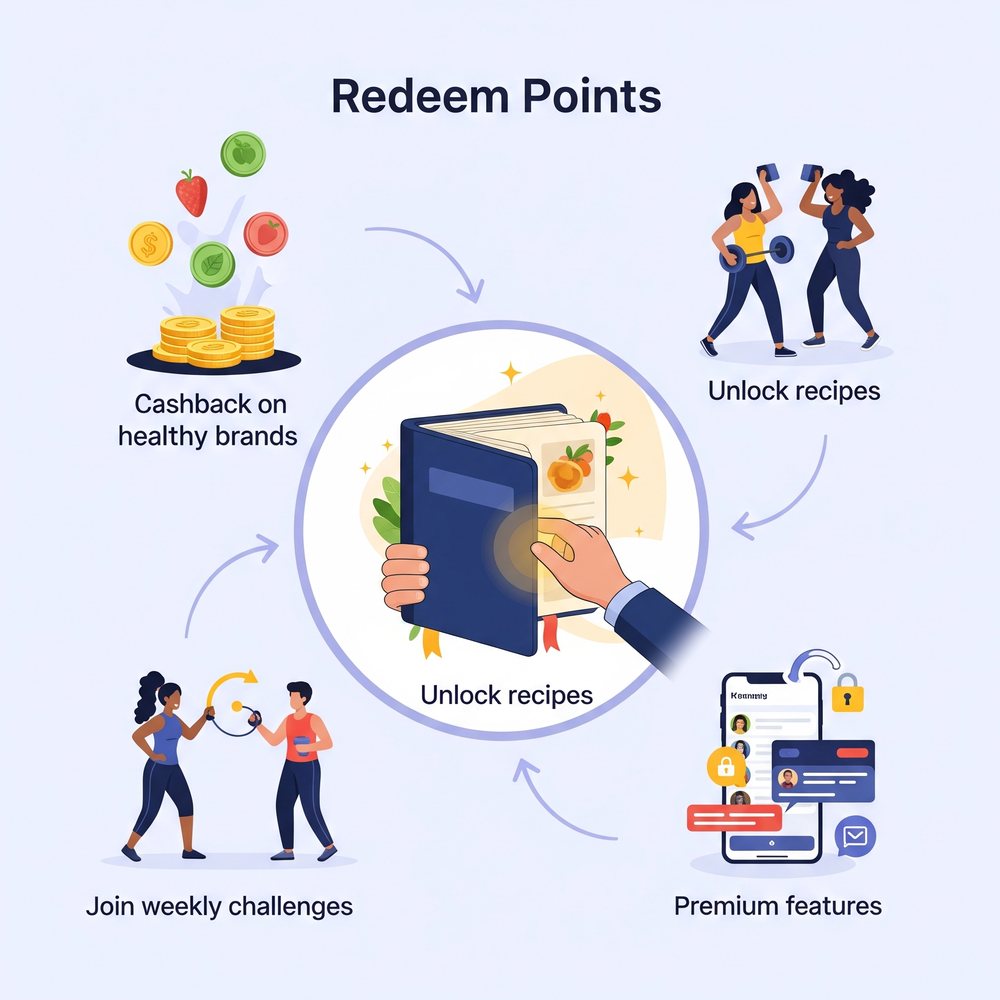 Redeem Points
Cashback on
healthy brands
Unlock recipes
Unlock recipes
Join weekly challenges
Premium features